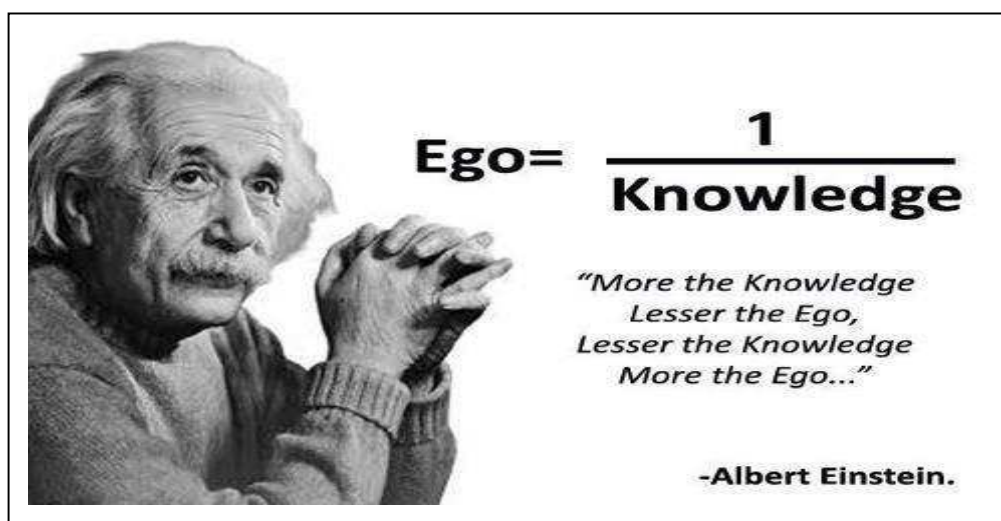 Ego= 1
Knowledge
“More the Knowledge
Lesser the Ego,
Lesser the Knowledge
More the Ego...”
-Albert Einstein.